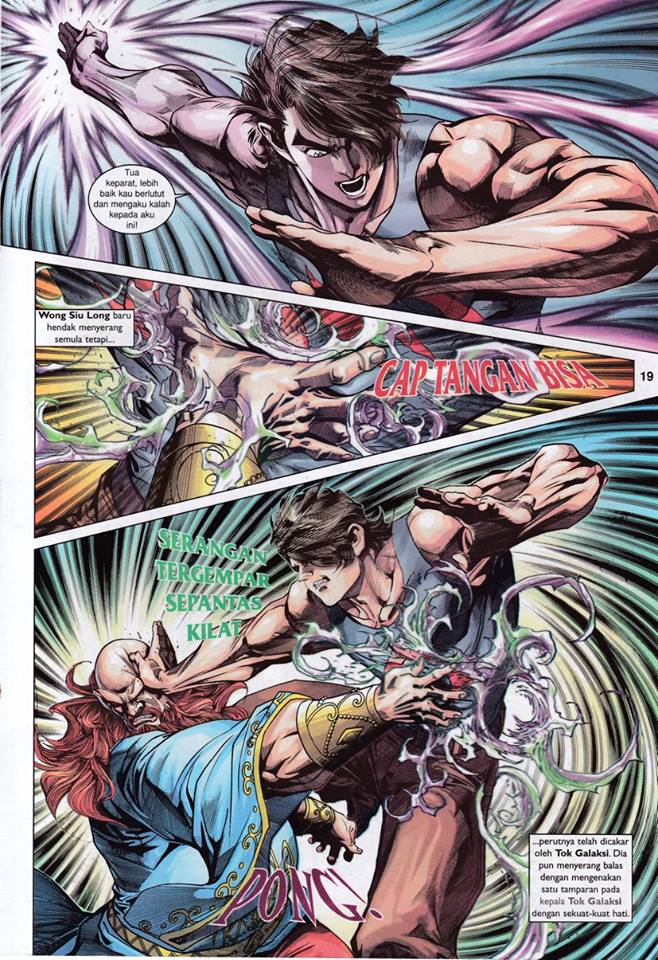 Tua
keparat, lebih
baik kau berlutut
dan mengaku kalah
kepada aku
ini!
Wong Siu Long baru
hendak menyerang
semula tetapi...
CAP TANGAN BISA
19
SERANGAN
TERGEMPAR
SEPANTAS
KILAT
PONG!
...perutnya telah dicakar
oleh Tok Galaksi. Dia
pun menyerang balas
dengan mengenakan
satu tamparan pada
kepala Tok Galaksi
dengan sekuat-kuat hati.